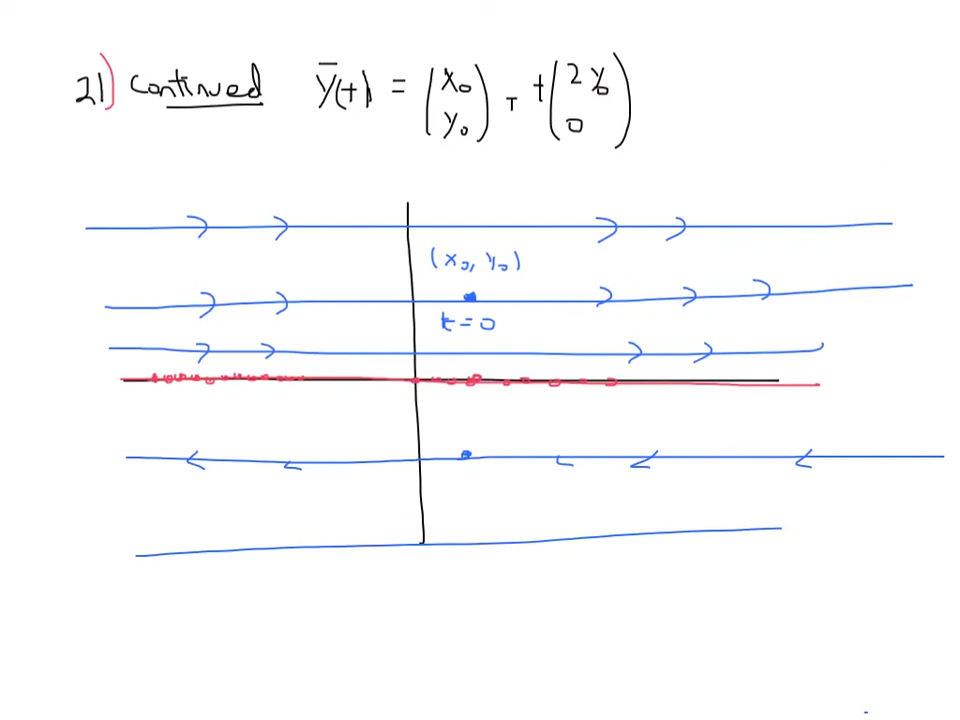 21) continued Y̅(t) = (x₀ y₀) + t(2y₀ 0)
(x₀, y₀)
t=0